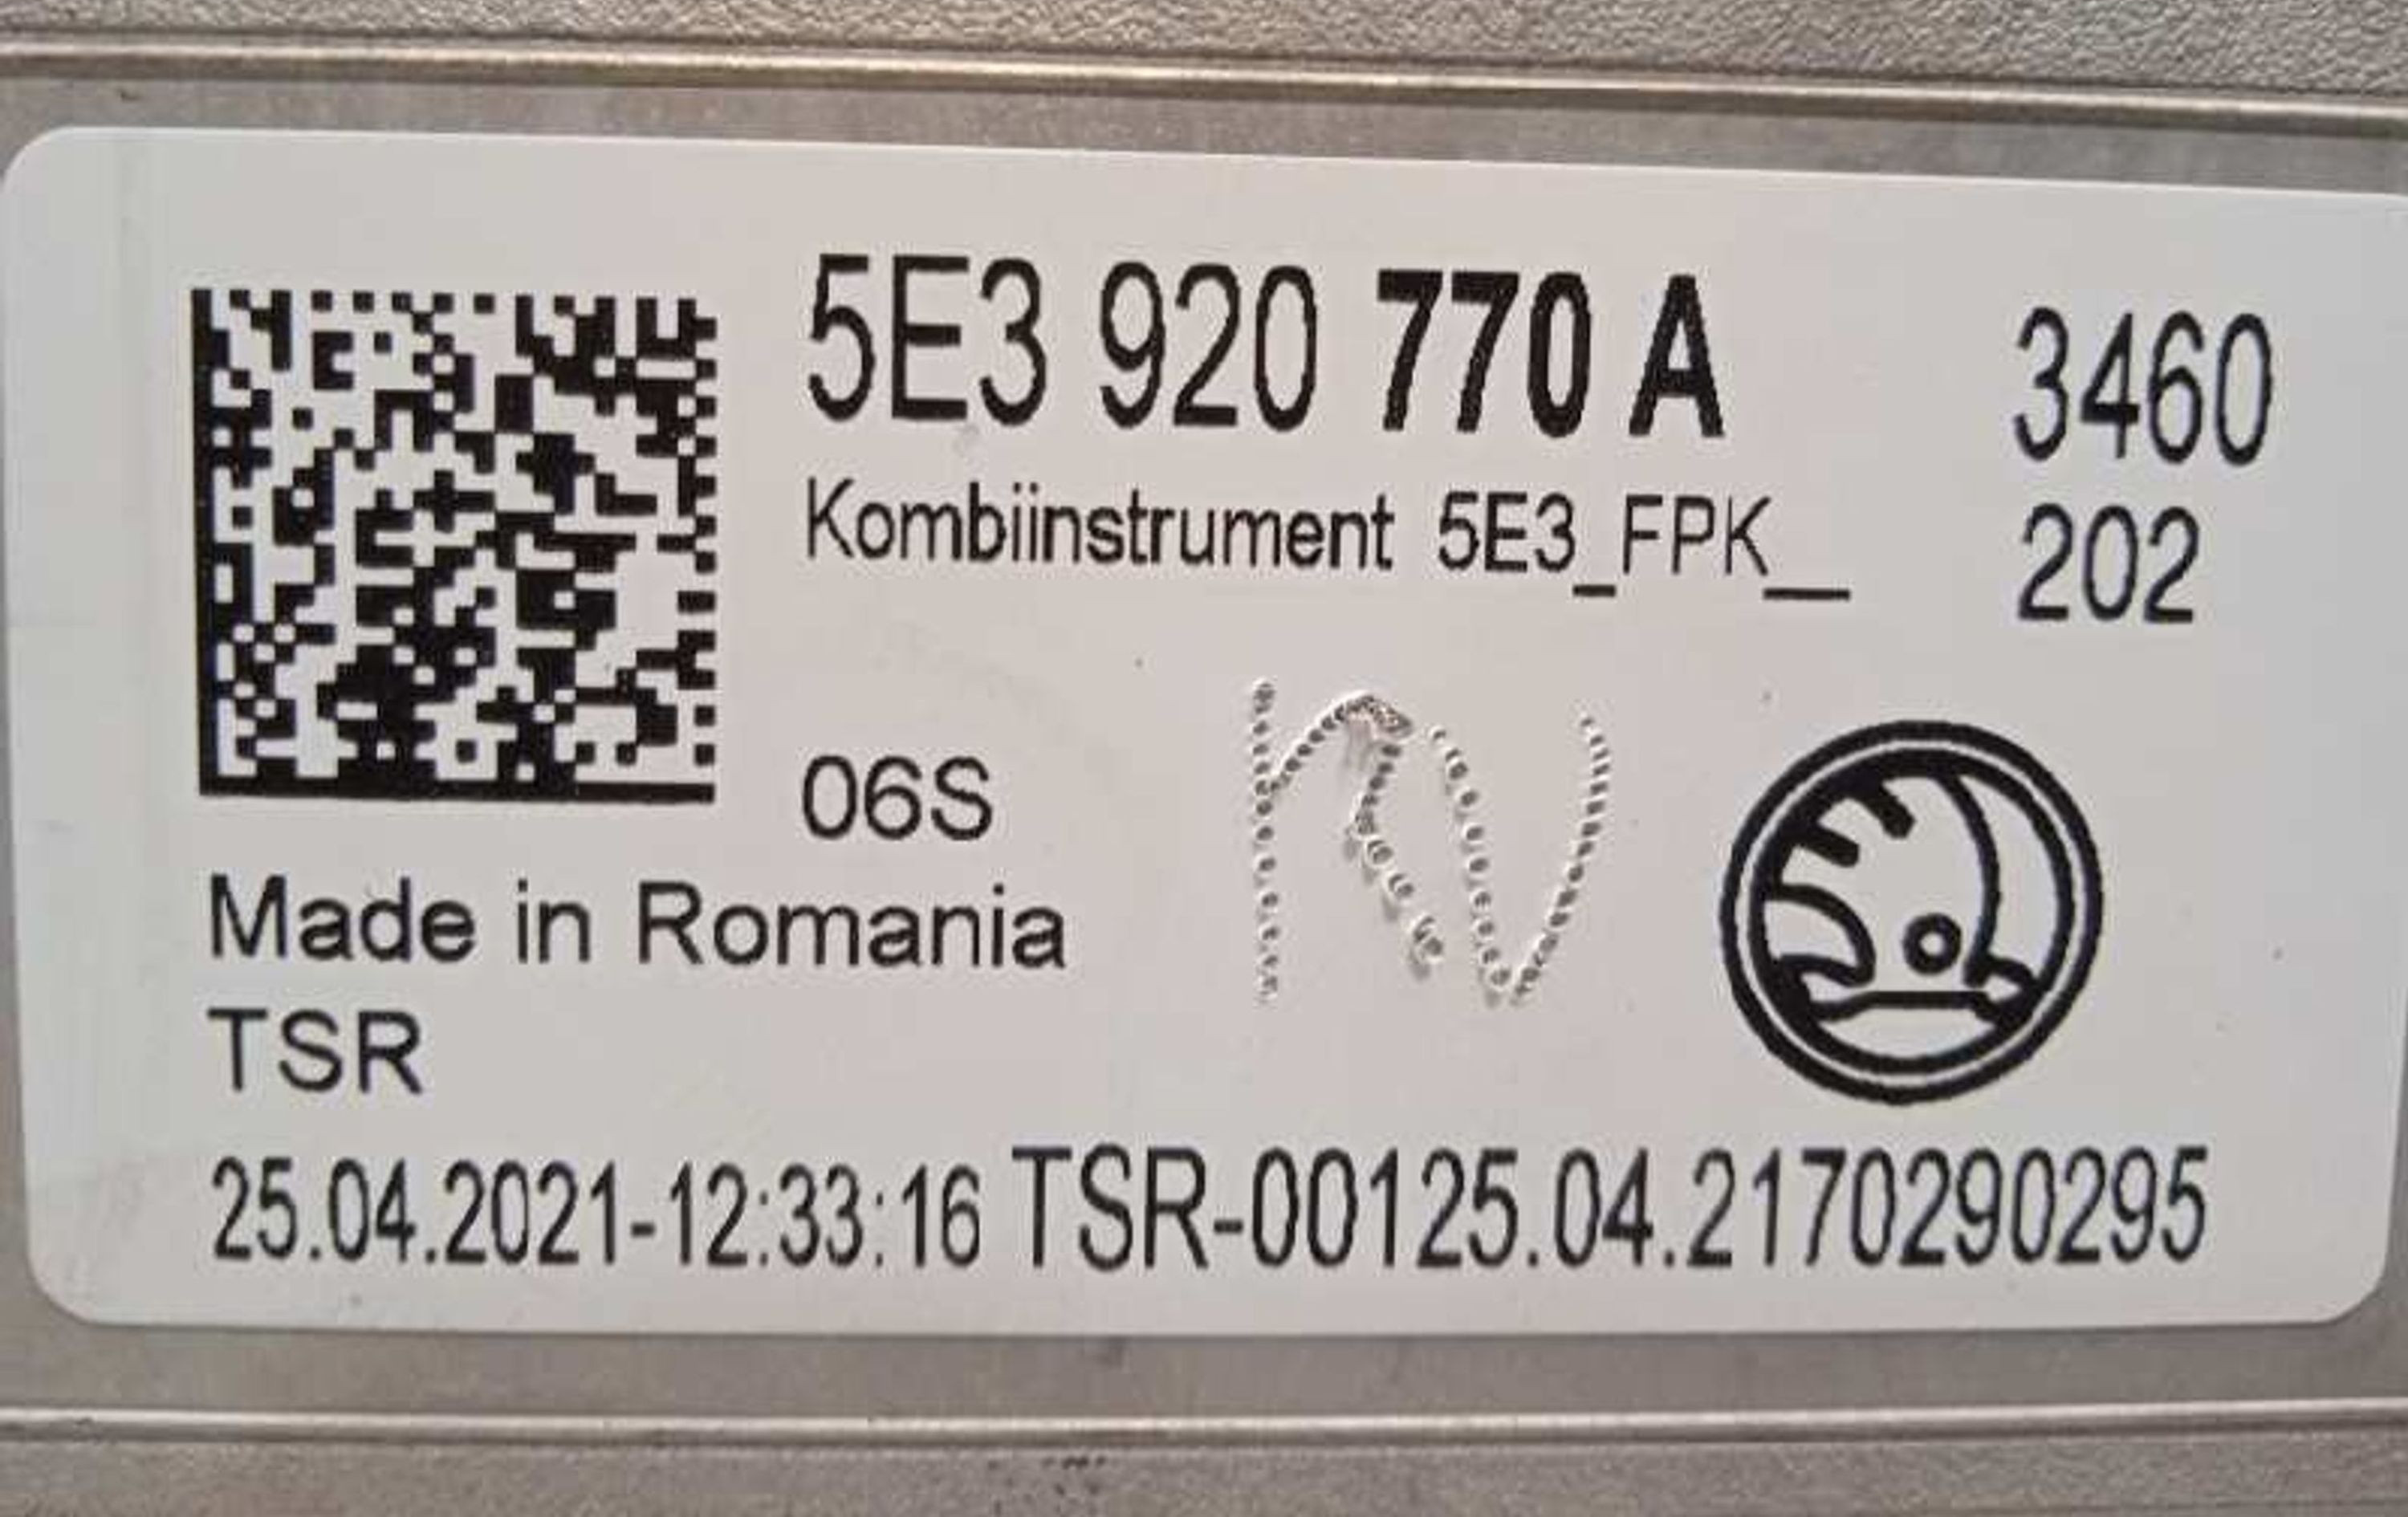 5E3 920 770 A 3460
Kombiinstrument 5E3_FPK__ 202
06S
Made in Romania
TSR
25.04.2021-12:33:16 TSR-00125.04.2170290295